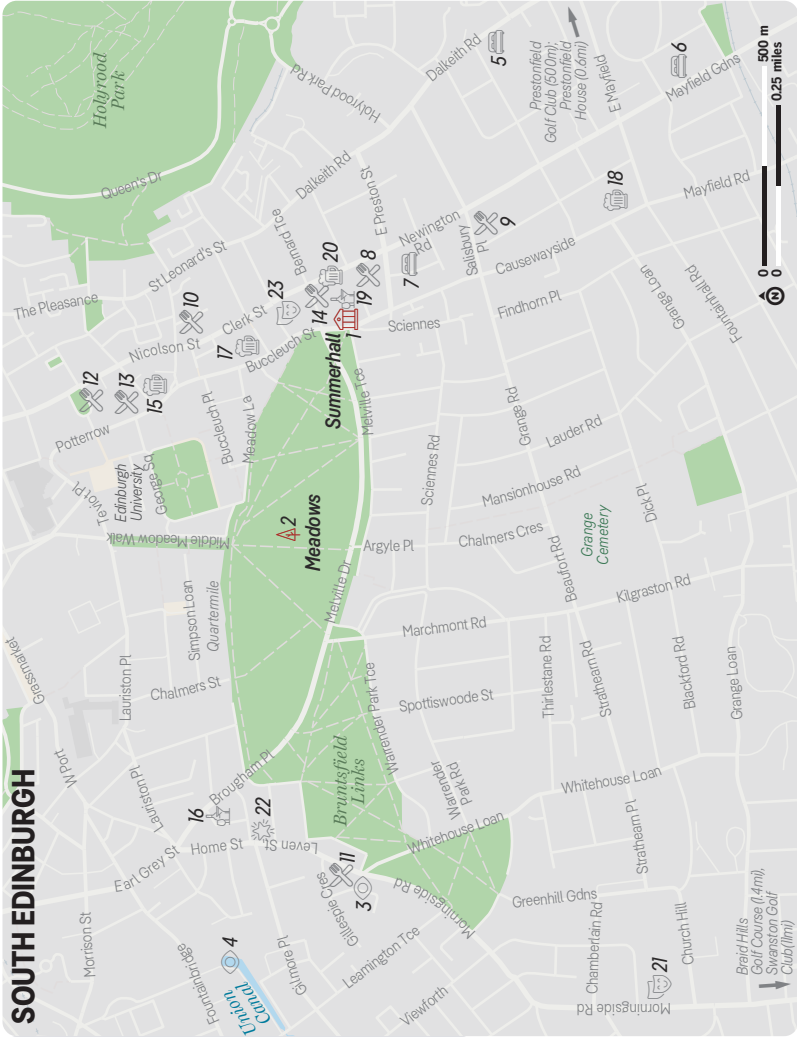 SOUTH EDINBURGH
Holyrood
Park
Queen's Dr
Holyrood Park Rd
Dalkeith Rd
5
Prestonfield
Golf Club (500m);
Prestonfield
House (0.6mi)
E Mayfield
6
Mayfield Gdns
500 m
0.25 miles
0
0
N
Mayfield Rd
18
Dalkeith Rd
E Preston St
Bernard Tce
Newington
Rd
Salisbury
Pl
9
Causewayside
St Leonard's St
The Pleasance
20
8
7
19
14
23
10
Clerk St
Nicolson St
17
Buccleuch St
1
Summerhall
Sciennes
Findhorn Pl
Grange Loan
Fountainhall Rd
12
13
15
Potterrow
Buccleuch Pl
Meadow La
Melville Tce
Sciennes Rd
Grange Rd
Lauder Rd
Mansionhouse Rd
Teviot Pl
Edinburgh
University
George Sq
Middle Meadow Walk
2
Meadows
Argyle Pl
Chalmers Cres
Beaufort Rd
Grange
Cemetery
Dick Pl
Kilgraston Rd
Simpson Loan
Quartermile
Melville Dr
Marchmont Rd
Grassmarket
Lauriston Pl
Chalmers St
Warrender Park Tce
Spottiswoode St
Thirlestane Rd
Strathearn Rd
Blackford Rd
Grange Loan
W Port
Lauriston Pl
Brougham Pl
Bruntsfield
Links
Warrender
Park Rd
Whitehouse Loan
Whitehouse Loan
Strathearn Pl
16
22
Home St
Leven St
Earl Grey St
11
3
Gillespie Cres
Morningside Rd
Greenhill Gdns
Morrison St
Fountainbridge
4
Union
Canal
Gilmore Pl
Leamington Tce
Viewforth
Chamberlain Rd
Church Hill
21
Morningside Rd
Braid Hills
Golf Course (1.4mi),
Swanston Golf
Club (1lmi)